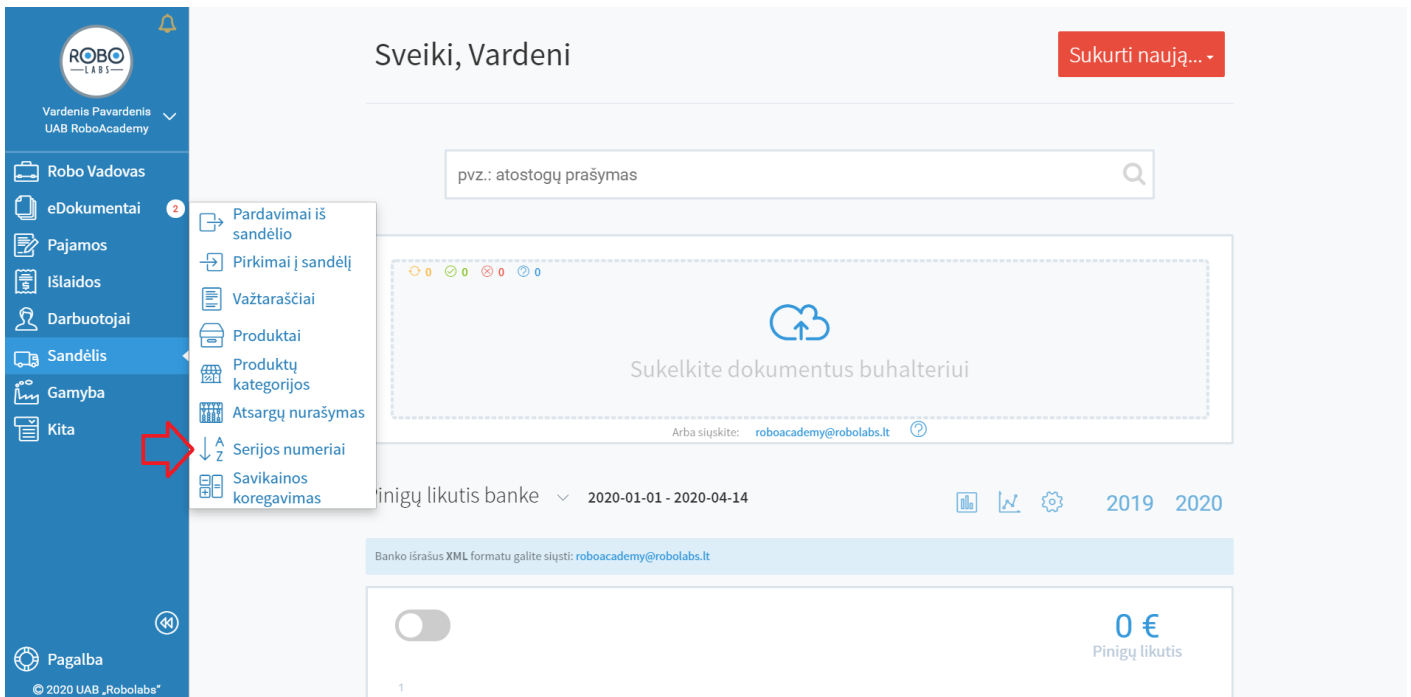 ROBO
LABS
Vardenis Pavardenis
UAB RoboAcademy
Robo Vadovas
eDokumentai 2
Pajamos
Išlaidos
Darbuotojai
Sandėlis
Gamyba
Kita
Pagalba
© 2020 UAB „Robolabs“
Pardavimai iš
sandėlio
Pirkimai į sandėlį
Važtaraščiai
Produktai
Produktų
kategorijos
Atsargų nurašymas
A
Z
Serijos numeriai
Savikainos
koregavimas
Sveiki, Vardeni
Sukurti naują...
pvz.: atostogų prašymas
0 0 0 0
Sukelkite dokumentus buhalteriui
Arba siųskite: roboacademy@robolabs.lt
inigų likutis banke 2020-01-01 - 2020-04-14
2019 2020
Banko išrašus XML formatu galite siųsti: roboacademy@robolabs.lt
0 €
Pinigų likutis
1